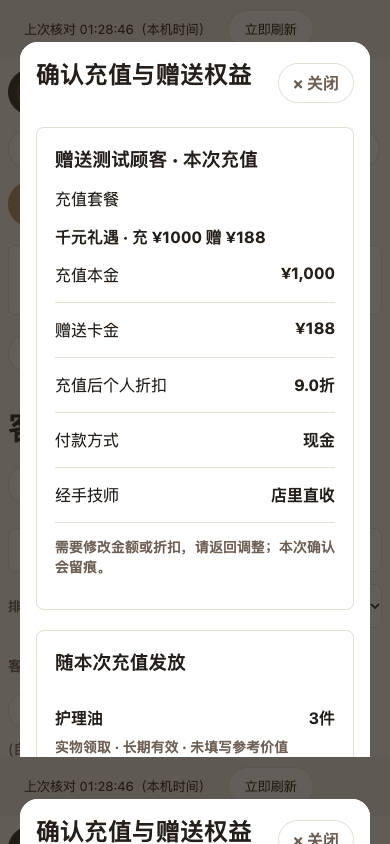 上次核对 01:28:46（本机时间） 立即刷新
确认充值与赠送权益 × 关闭
赠送测试顾客 · 本次充值
充值套餐
千元礼遇 · 充 ¥1000 赠 ¥188
充值本金 ¥1,000
赠送卡金 ¥188
充值后个人折扣 9.0折
付款方式 现金
经手技师 店里直收
需要修改金额或折扣，请返回调整；本次确认
会留痕。
随本次充值发放
护理油 3件
实物领取 · 长期有效 · 未填写参考价值
上次核对 01:28:46（本机时间） 立即刷新
确认充值与赠送权益 × 关闭